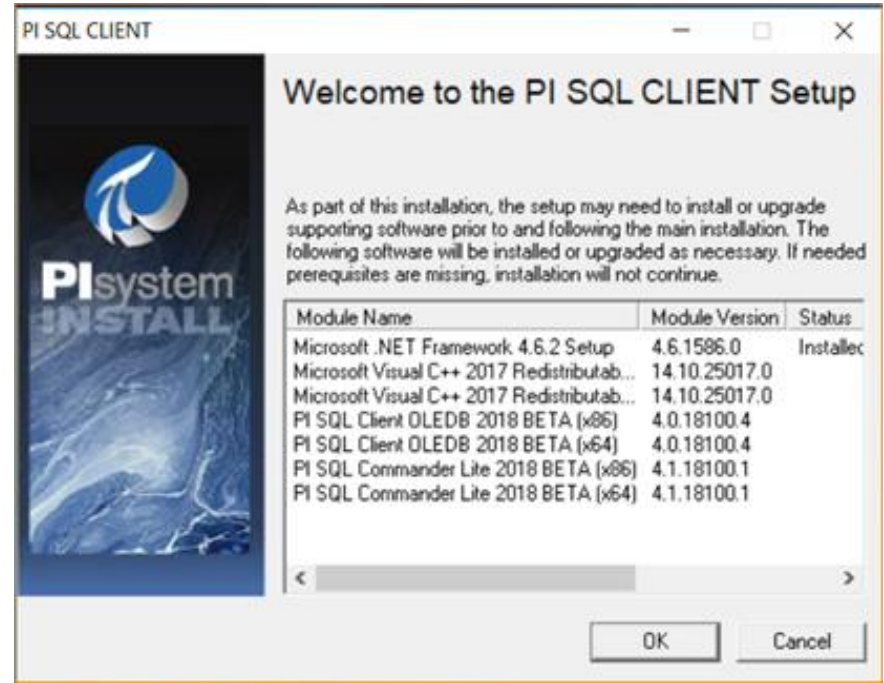 PI SQL CLIENT
Welcome to the PI SQL CLIENT Setup
As part of this installation, the setup may need to install or upgrade
supporting software prior to and following the main installation. The
following software will be installed or upgraded as necessary. If needed
prerequisites are missing, installation will not continue.
PIsystem
INSTALL
Module Name Module Version Status
Microsoft .NET Framework 4.6.2 Setup 4.6.1586.0 Installec
Microsoft Visual C++ 2017 Redistributab... 14.10.25017.0
Microsoft Visual C++ 2017 Redistributab... 14.10.25017.0
PI SQL Client OLEDB 2018 BETA (x86) 4.0.18100.4
PI SQL Client OLEDB 2018 BETA (x64) 4.0.18100.4
PI SQL Commander Lite 2018 BETA (x86) 4.1.18100.1
PI SQL Commander Lite 2018 BETA (x64) 4.1.18100.1
OK Cancel